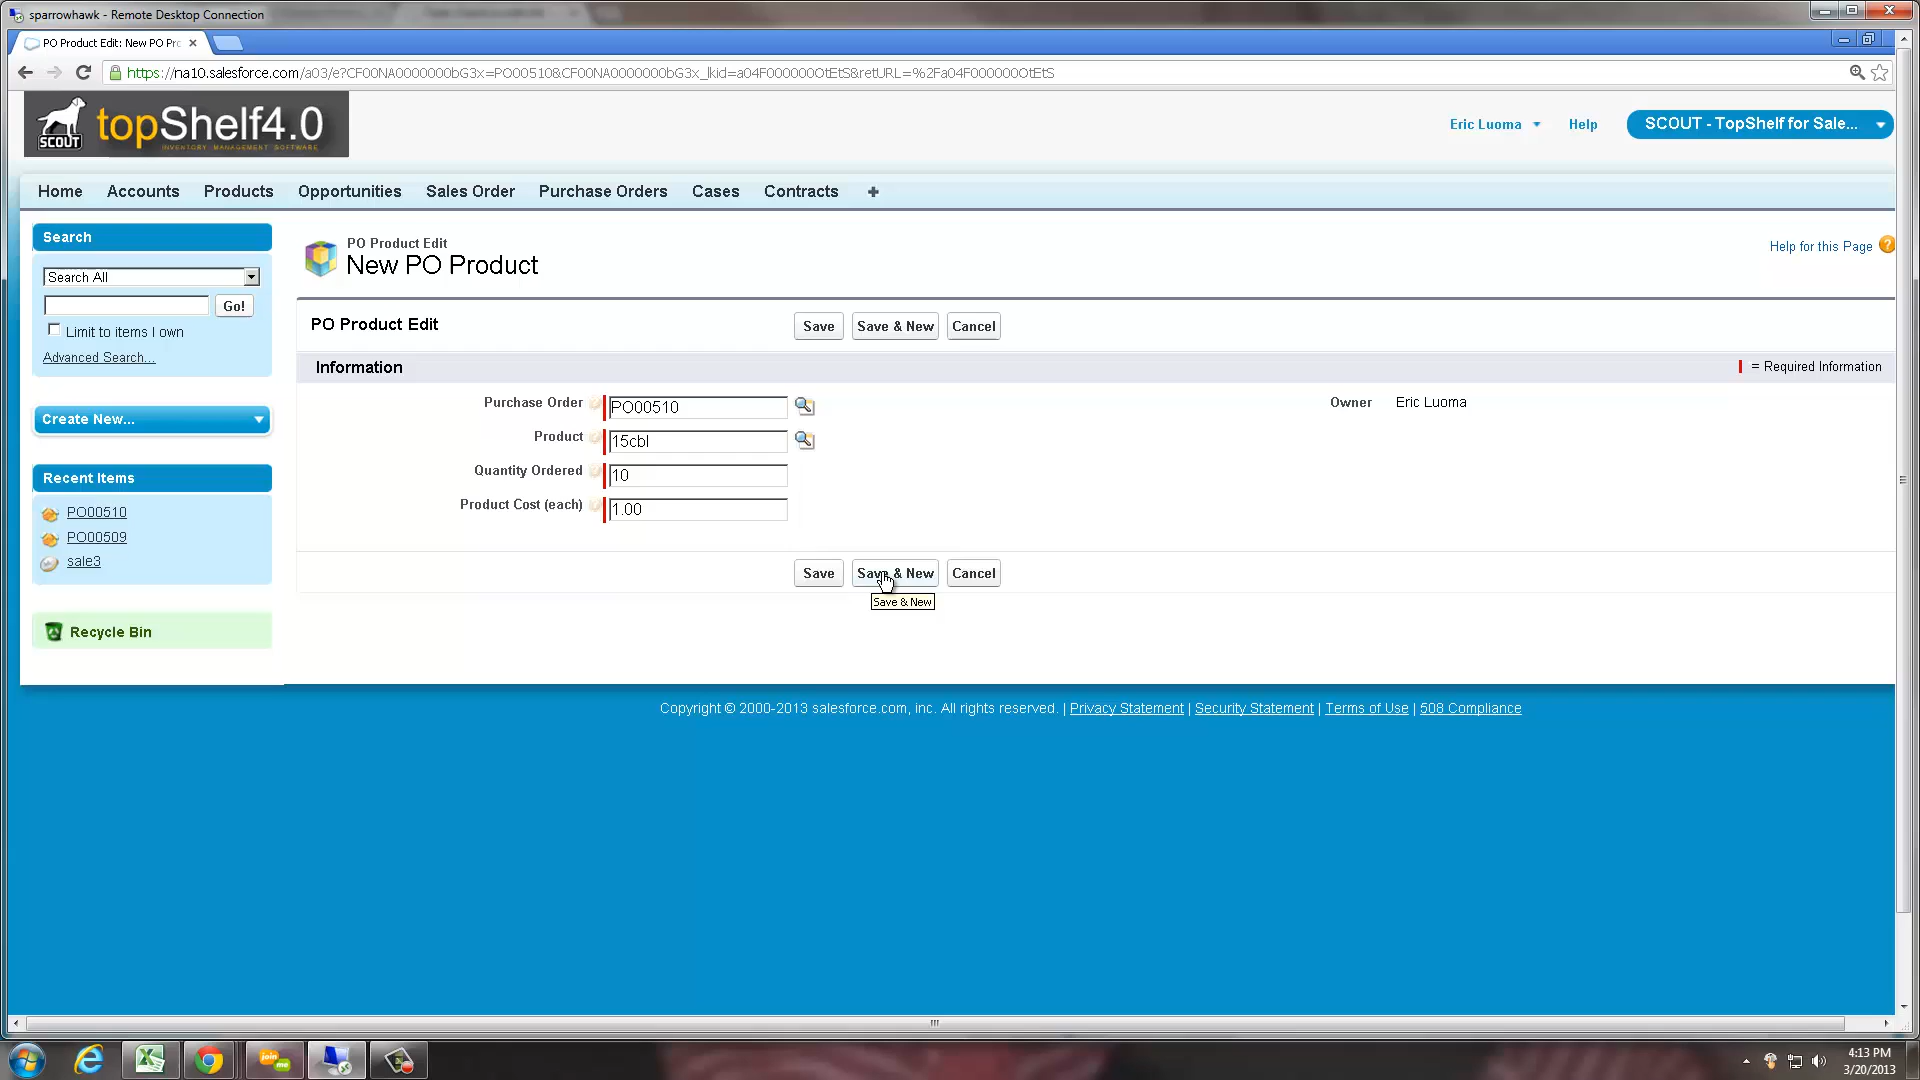 sparrowhawk - Remote Desktop Connection
PO Product Edit: New PO Prc
https://na10.salesforce.com/a03/e?CF00NA0000000bG3x=PO00510&CF00NA0000000bG3x_lkid=a04F000000OtEtS&retURL=%2Fa04F000000OtEtS
SCOUT topShelf4.0
INVENTORY MANAGEMENT SOFTWARE
Eric Luoma Help SCOUT - TopShelf for Sale...
Home Accounts Products Opportunities Sales Order Purchase Orders Cases Contracts +
Search
Search All
Go!
Limit to items I own
Advanced Search...
Create New...
Recent Items
PO00510
PO00509
sale3
Recycle Bin
PO Product Edit
New PO Product
Help for this Page ?
PO Product Edit Save Save & New Cancel
Information = Required Information
Purchase Order PO00510 Owner Eric Luoma
Product 15cbl
Quantity Ordered 10
Product Cost (each) 1.00
Save Save & New Cancel
Save & New
Copyright © 2000-2013 salesforce.com, inc. All rights reserved. | Privacy Statement | Security Statement | Terms of Use | 508 Compliance
join me
4:13 PM
3/20/2013